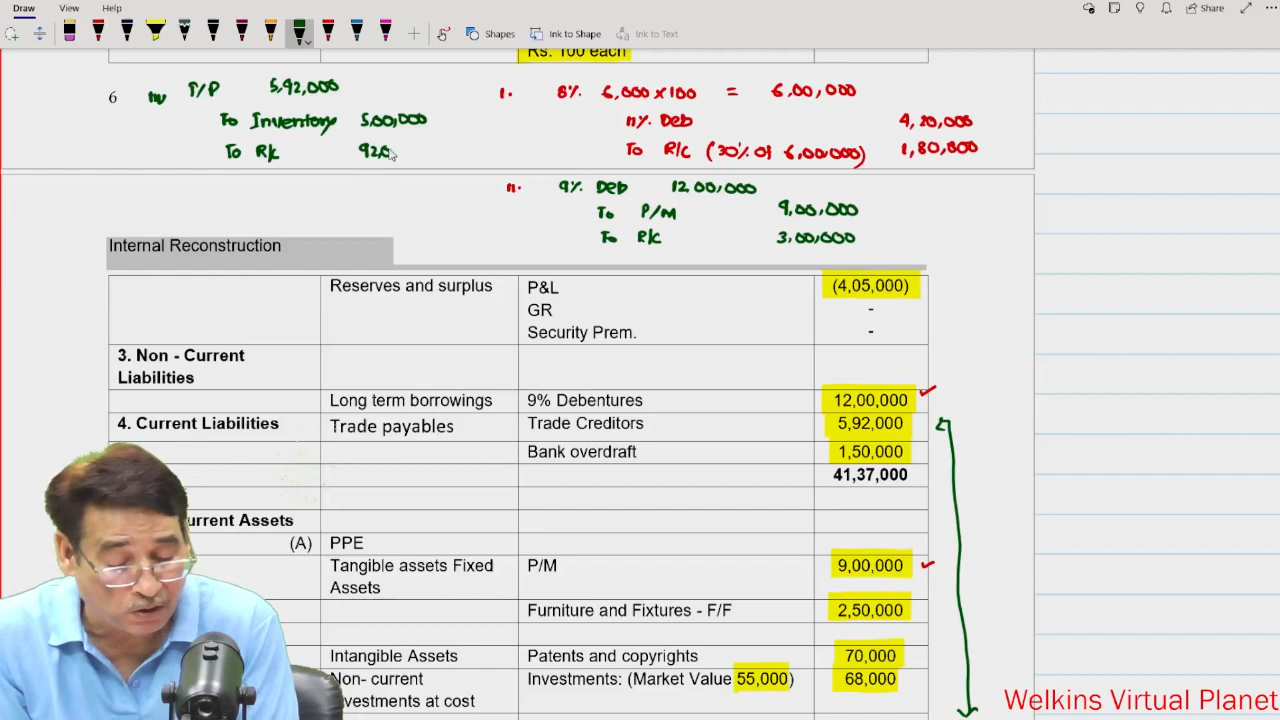 Draw View Help
Share
Shapes Ink to Shape Ink to Text
Rs. 100 each
6 iv T/P 5,92,000
To Inventory 5,00,000
To R/C 92,0
1. 8% 6,000 x 100 = 6,00,000
11% Deb 4,20,000
To R/C (30% of 6,00,000) 1,80,000
11. 9% Deb 12,00,000
To P/M 9,00,000
To R/C 3,00,000
Internal Reconstruction
Reserves and surplus P&L (4,05,000)
GR -
Security Prem. -
3. Non - Current
Liabilities
Long term borrowings 9% Debentures 12,00,000
4. Current Liabilities Trade payables Trade Creditors 5,92,000
Bank overdraft 1,50,000
41,37,000
urrent Assets
(A) PPE
Tangible assets Fixed P/M 9,00,000
Assets
Furniture and Fixtures - F/F 2,50,000
Intangible Assets Patents and copyrights 70,000
Non- current Investments: (Market Value 55,000) 68,000
vestments at cost
Welkins Virtual Planet